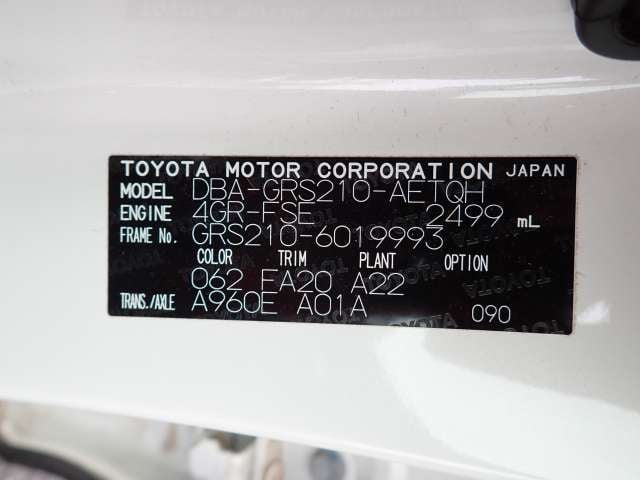 TOYOTA MOTOR CORPORATION JAPAN
MODEL DBA-GRS210-AETQH
ENGINE 4GR-FSE 2499 mL
FRAME No. GRS210-6019993
COLOR TRIM PLANT OPTION
062 FA20 A22
TRANS./AXLE A960E A01A 090